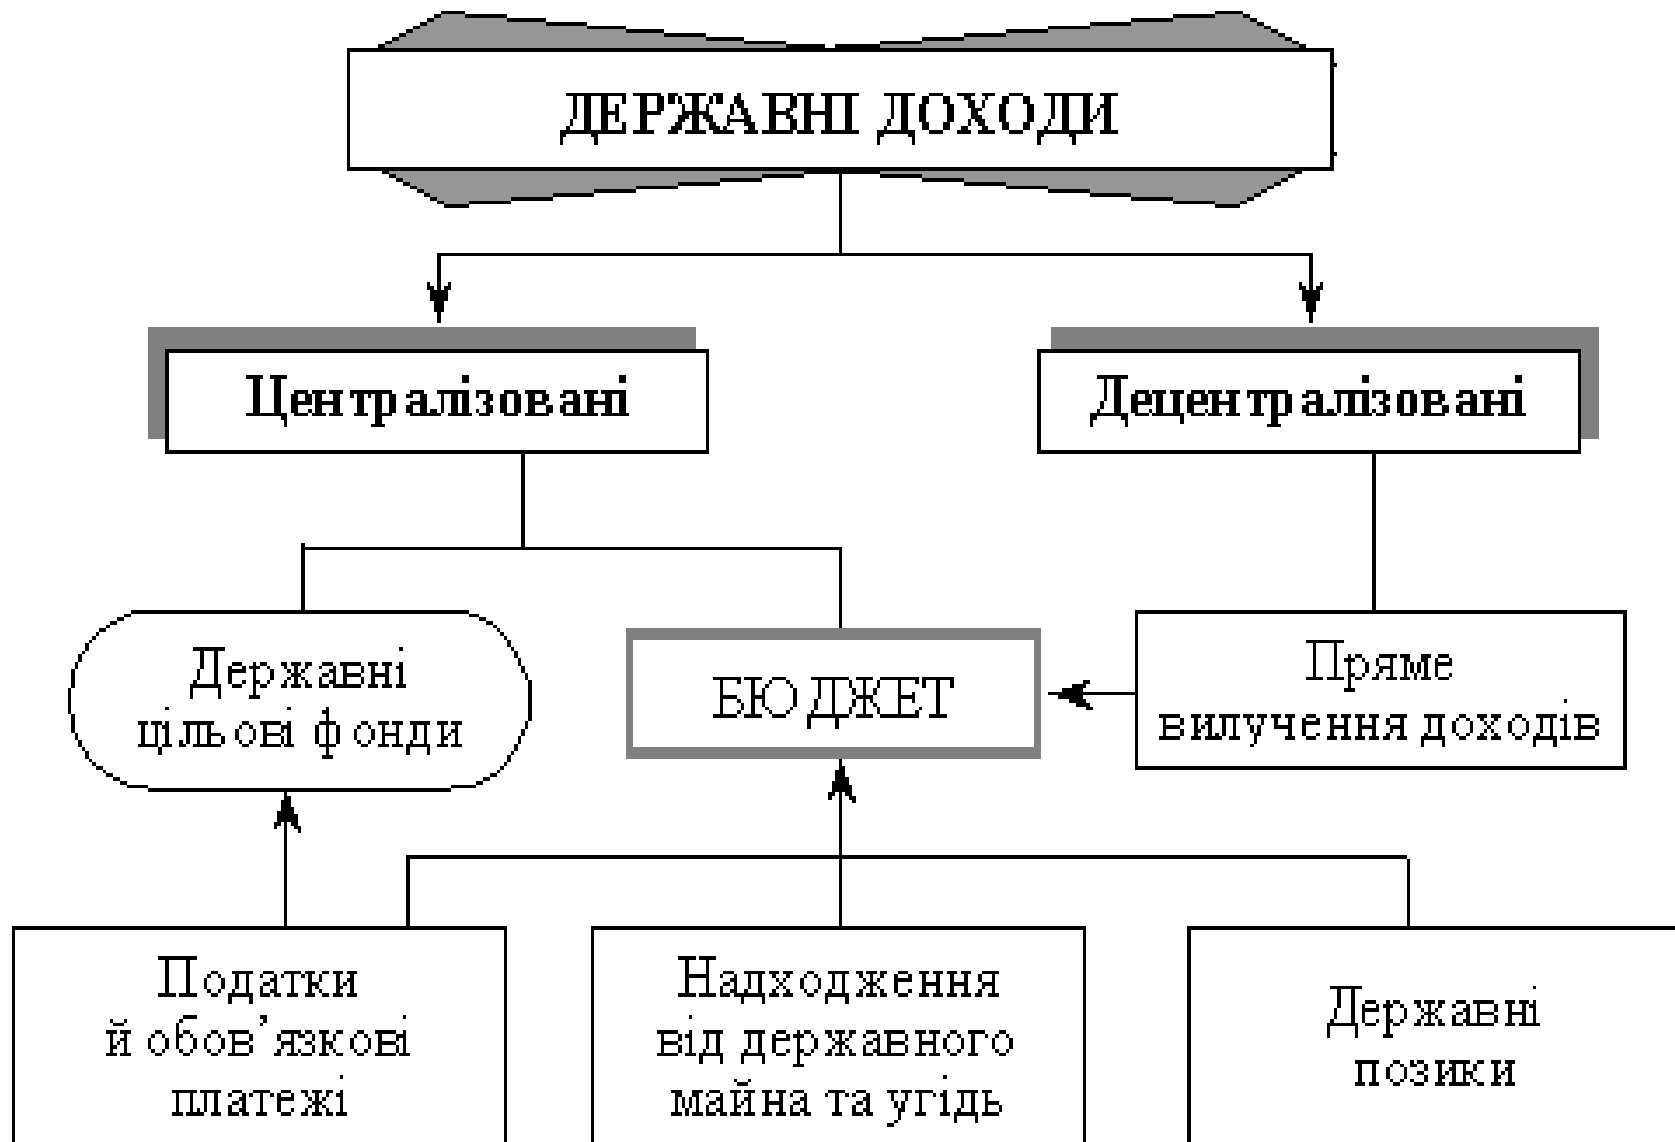 ДЕРЖАВНІ ДОХОДИ
Централізовані
Децентралізовані
Державні
цільові фонди
БЮДЖЕТ
Пряме
вилучення доходів
Податки
й обов’язкові
платежі
Надходження
від державного
майна та угідь
Державні
позики